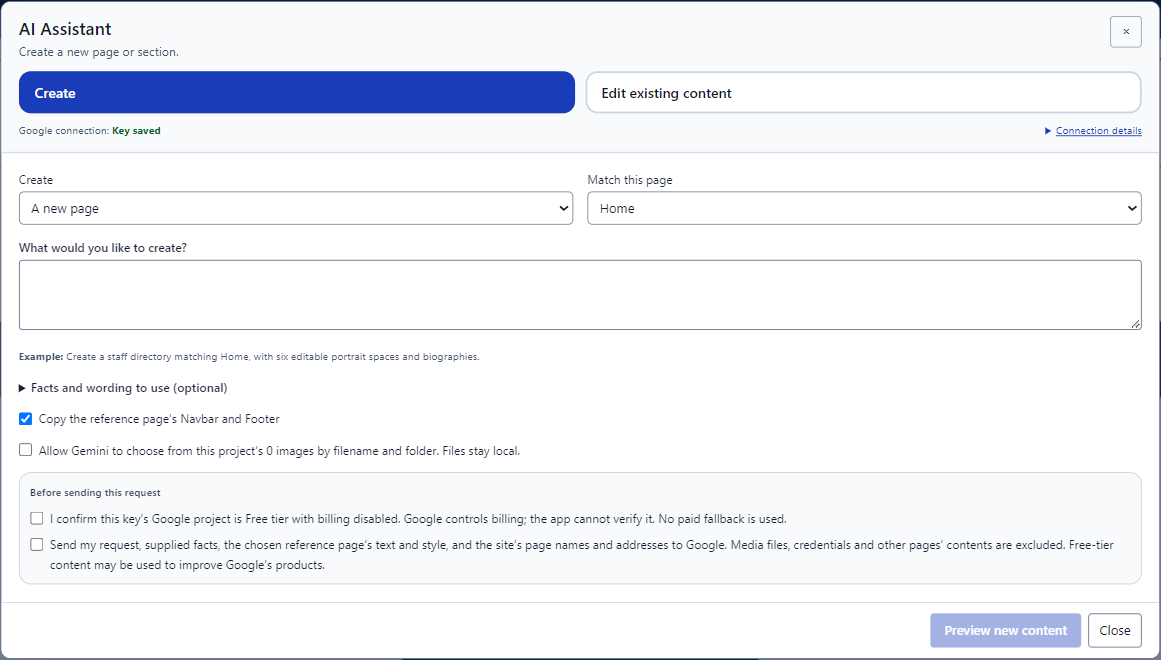 AI Assistant
×
Create a new page or section.
Create
Edit existing content
Google connection: Key saved
Connection details
Create
Match this page
A new page
Home
What would you like to create?
Example: Create a staff directory matching Home, with six editable portrait spaces and biographies.
Facts and wording to use (optional)
Copy the reference page's Navbar and Footer
Allow Gemini to choose from this project's 0 images by filename and folder. Files stay local.
Before sending this request
I confirm this key's Google project is Free tier with billing disabled. Google controls billing; the app cannot verify it. No paid fallback is used.
Send my request, supplied facts, the chosen reference page's text and style, and the site's page names and addresses to Google. Media files, credentials and other pages' contents are excluded. Free-tier
content may be used to improve Google's products.
Preview new content
Close